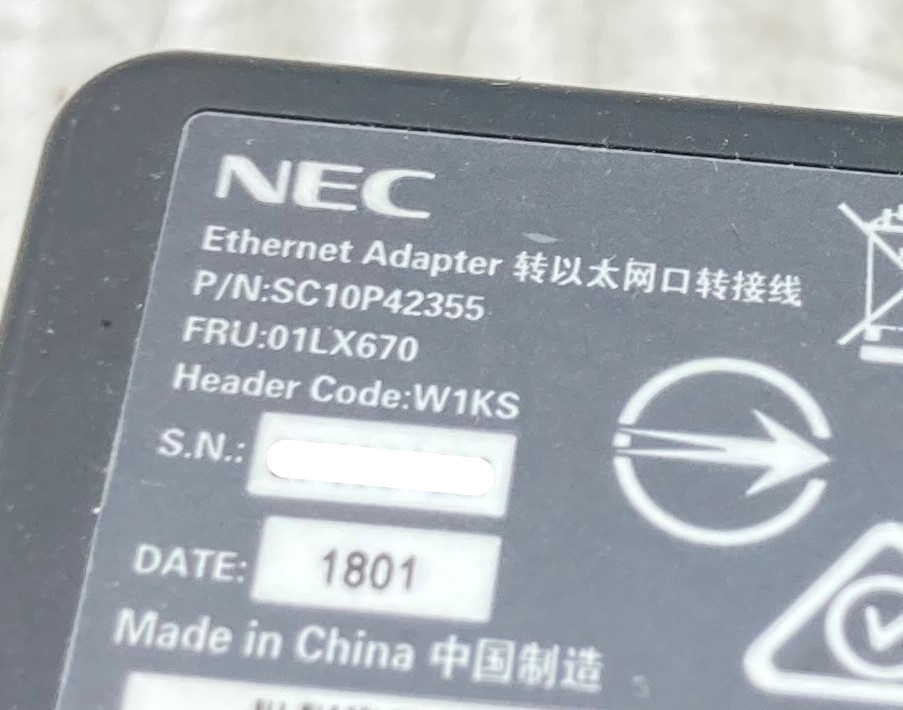 NEC
Ethernet Adapter 转以太网口转接线
P/N:SC10P42355
FRU:01LX670
Header Code:W1KS
S.N.:
DATE: 1801
Made in China 中国制造